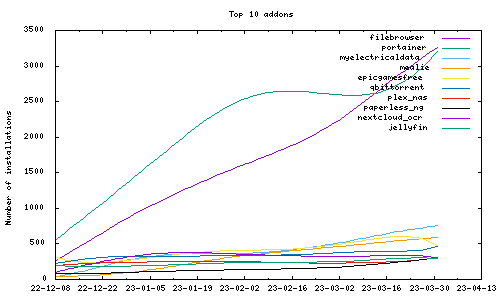 Top 10 addons
Number of installations
3500
3000
2500
2000
1500
1000
500
0
22-12-08 22-12-22 23-01-05 23-01-19 23-02-02 23-02-16 23-03-02 23-03-16 23-03-30 23-04-13
filebrowser
portainer
myelectricaldata
mealie
epicgamesfree
qbittorrent
plex_nas
paperless_ng
nextcloud_ocr
jellyfin